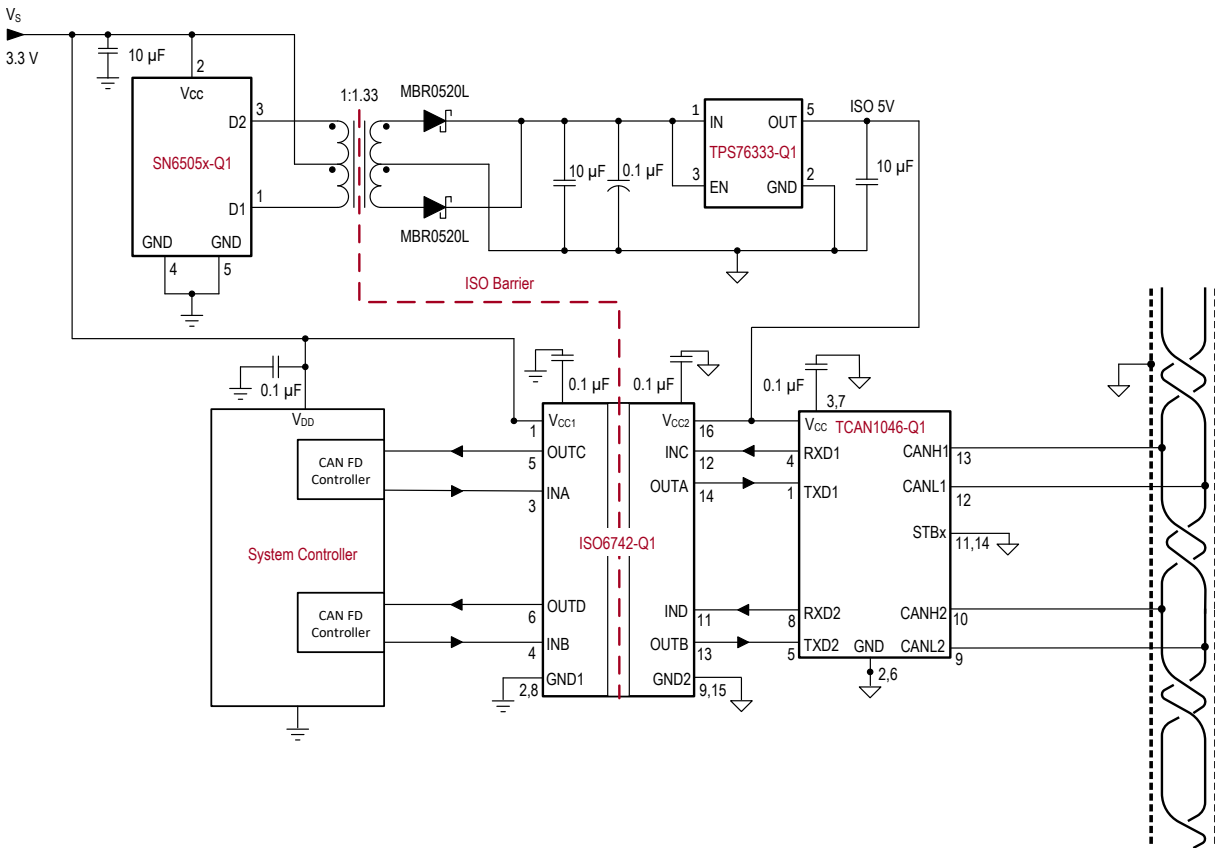 VS
3.3 V
10 µF
2
Vcc
3
D2
SN6505x-Q1
D1
1
GND
GND
4
5
1:1.33
MBR0520L
MBR0520L
10 µF
0.1 µF
1
IN
OUT
5
TPS76333-Q1
3
EN
GND
2
ISO 5V
10 µF
ISO Barrier
0.1 µF
VDD
CAN FD
Controller
System Controller
CAN FD
Controller
0.1 µF
0.1 µF
VCC1
1
OUTC
5
INA
3
ISO6742-Q1
OUTD
6
INB
4
GND1
2,8
VCC2
16
INC
12
OUTA
14
IND
11
OUTB
13
GND2
9,15
0.1 µF
3,7
VCC
TCAN1046-Q1
RXD1
4
TXD1
1
CANH1
13
CANL1
12
STBx
11,14
RXD2
8
TXD2
5
GND
2,6
CANH2
10
CANL2
9